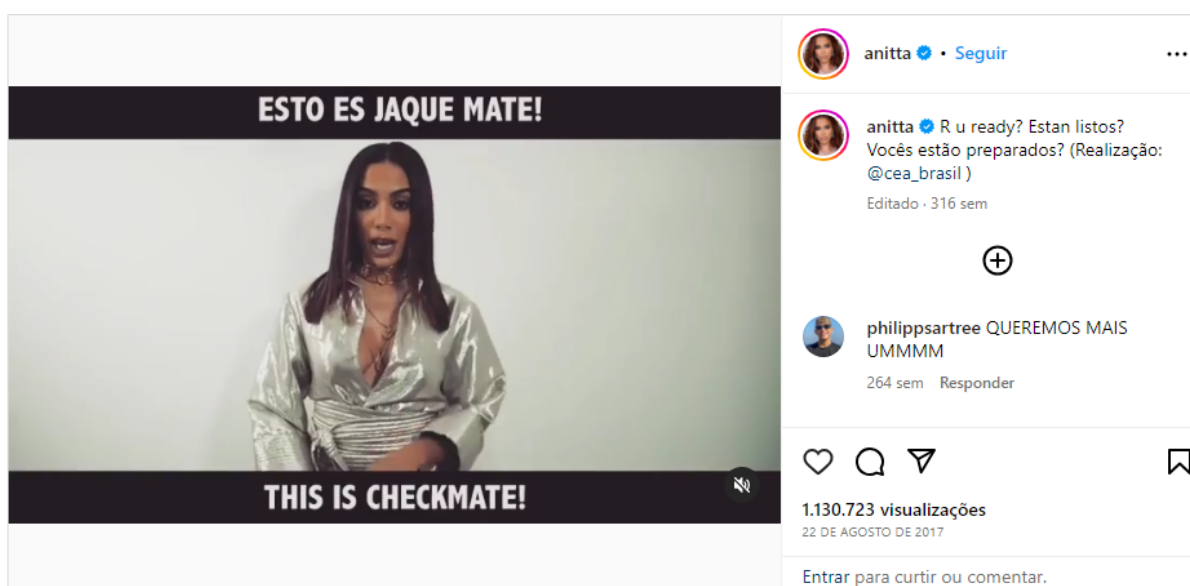 ESTO ES JAQUE MATE!
THIS IS CHECKMATE!
anitta • Seguir
anitta R u ready? Estan listos?
Vocês estão preparados? (Realização:
@cea_brasil )
Editado · 316 sem
philippsartree QUEREMOS MAIS
UMMMM
264 sem Responder
1.130.723 visualizações
22 DE AGOSTO DE 2017
Entrar para curtir ou comentar.